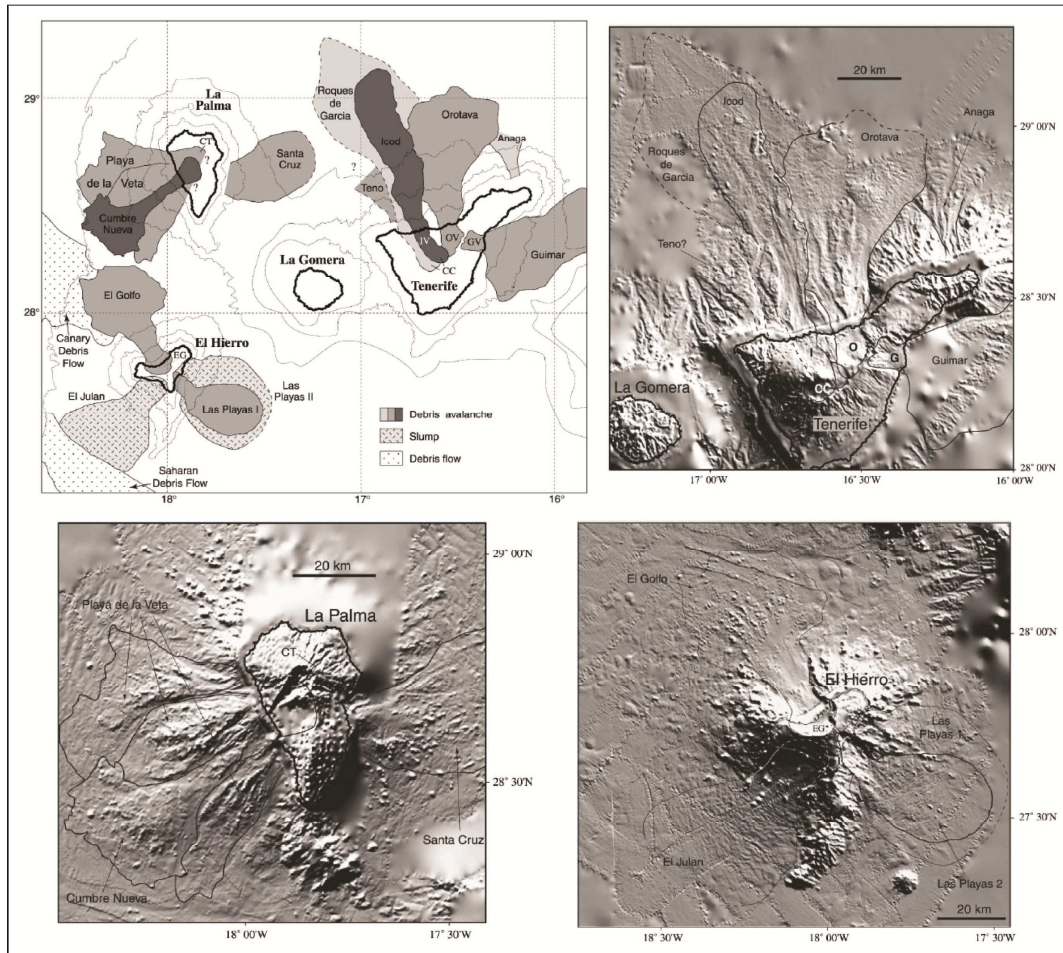 29°
28°
18°
17°
16°
La
Palma
CT
?
?
Playa
de la Veta
Cumbre
Nueva
Santa
Cruz
Roques
de
Garcia
?
Icod
Orotava
Anaga
Teno
IV
OV
GV
CC
Guimar
La Gomera
Tenerife
El Golfo
Canary
Debris
Flow
El Hierro
EG
El Julan
Las
Playas II
Las Playas I
Saharan
Debris Flow
Debris avalanche
Slump
Debris flow
20 km
Icod
Orotava
Anaga
Roques
de
Garcia
Teno?
I
O
G
CC
Guimar
La Gomera
Tenerife
29° 00'N
28° 30'N
28° 00'N
17° 00'W
16° 30'W
16° 00'W
20 km
La Palma
Playa de la Veta
CT
Santa Cruz
Cumbre Nueva
29° 00'N
28° 30'N
18° 00'W
17° 30'W
El Golfo
El Hierro
EG
Las
Playas 1
El Julan
Las Playas 2
20 km
28° 00'N
27° 30'N
18° 30'W
18° 00'W
17° 30'W